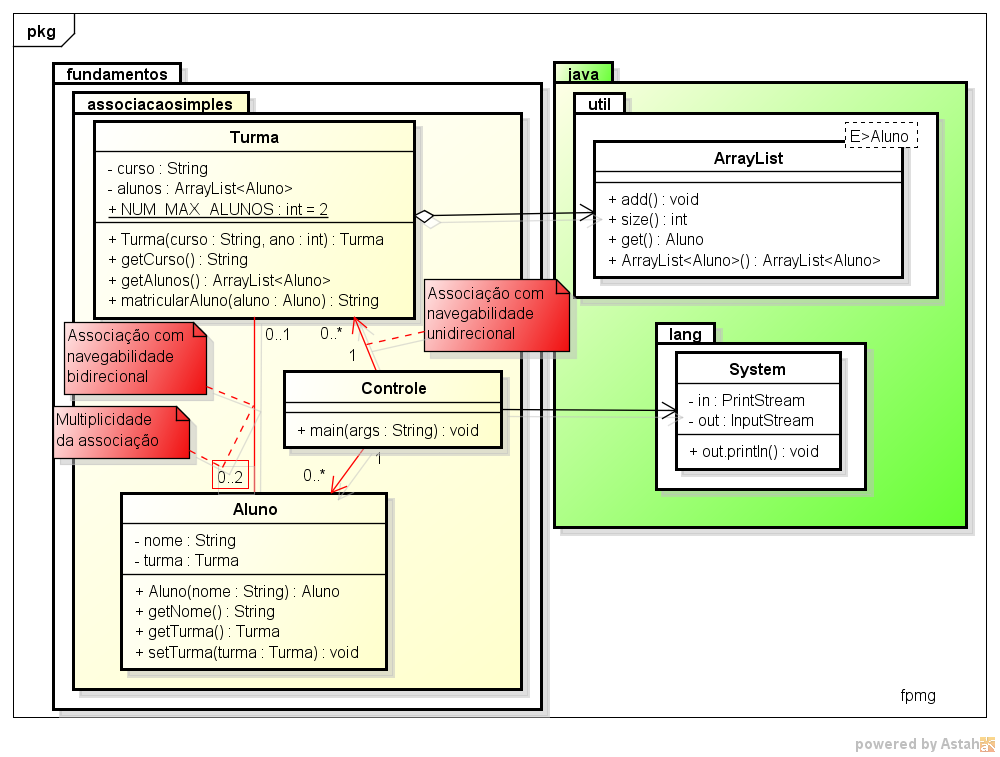 pkg
fundamentos
associacaosimples
Turma
- curso : String
- alunos : ArrayList<Aluno>
+ NUM_MAX_ALUNOS : int = 2
+ Turma(curso : String, ano : int) : Turma
+ getCurso() : String
+ getAlunos() : ArrayList<Aluno>
+ matricularAluno(aluno : Aluno) : String
Associação com
navegabilidade
bidirecional
Multiplicidade
da associação
0..1
0..*
1
Associação com
navegabilidade
unidirecional
Controle
+ main(args : String) : void
0..*
1
0..2
Aluno
- nome : String
- turma : Turma
+ Aluno(nome : String) : Aluno
+ getNome() : String
+ getTurma() : Turma
+ setTurma(turma : Turma) : void
java
util
E>Aluno
ArrayList
+ add() : void
+ size() : int
+ get() : Aluno
+ ArrayList<Aluno>() : ArrayList<Aluno>
lang
System
- in : PrintStream
- out : InputStream
+ out.println() : void
fpmg
powered by Astah